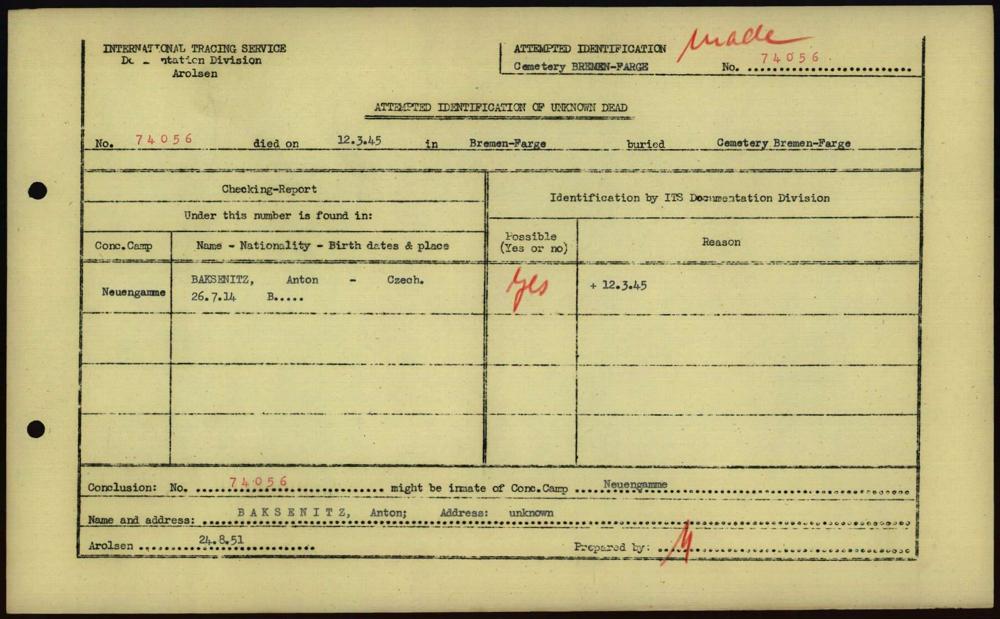 INTERNATIONAL TRACING SERVICE
Documentation Division
Arolsen
ATTEMPTED IDENTIFICATION
Cemetery BREMEN-FARGE
made
No. 74056
ATTEMPTED IDENTIFICATION OF UNKNOWN DEAD
No. 74056 died on 12.3.45 in Bremen-Farge buried Cemetery Bremen-Farge
Checking-Report
Under this number is found in:
Identification by ITS Documentation Division
Conc.Camp
Name - Nationality - Birth dates & place
Possible
(Yes or no)
Reason
Neuengamme
BAKSENITZ, Anton - Czech.
26.7.14 B.....
yes
+ 12.3.45
Conclusion: No. 74056 might be inmate of Conc.Camp Neuengamme
Name and address: BAKSENITZ, Anton; Address: unknown
Arolsen 24.8.51
Prepared by: